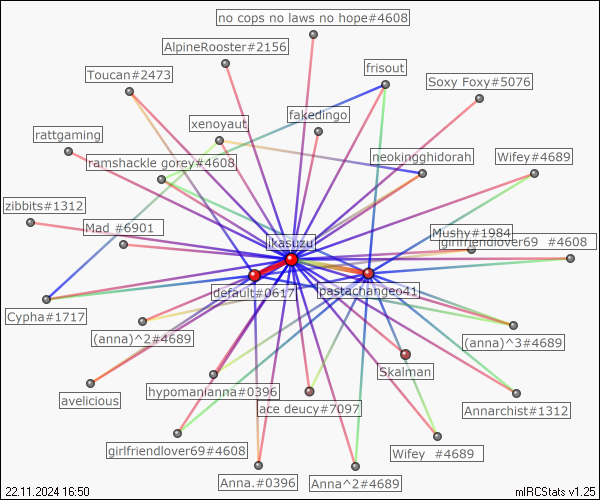 no cops no laws no hope#4608
AlpineRooster#2156
frisout
Toucan#2473
Soxy Foxy#5076
fakedingo
xenoyaut
rattgaming
neokingghidorah
Wifey#4689
ramshackle gorey#4608
zibbits#1312
Mad #6901
Mushy#1984
girlfriendlover69 #4608
ikasuzu
default#0617
pastachangeo41
Cypha#1717
(anna)^2#4689
(anna)^3#4689
Skalman
hypomanianna#0396
avelicious
ace deucy#7097
Annarchist#1312
girlfriendlover69#4608
Wifey #4689
Anna.#0396
Anna^2#4689
22.11.2024 16:50
mIRCStats v1.25